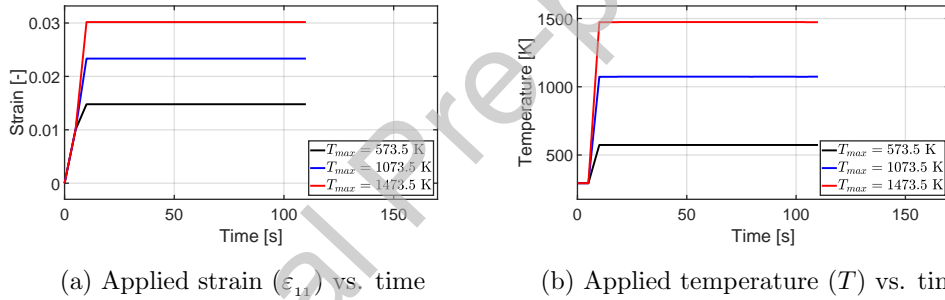 0.03
0.02
0.01
0
Strain [-]
T_max = 573.5 K
T_max = 1073.5 K
T_max = 1473.5 K
0 50 100 150
Time [s]
(a) Applied strain (ε₁₁) vs. time
1500
1000
500
Temperature [K]
T_max = 573.5 K
T_max = 1073.5 K
T_max = 1473.5 K
0 50 100 150
Time [s]
(b) Applied temperature (T) vs.
al Pre-p